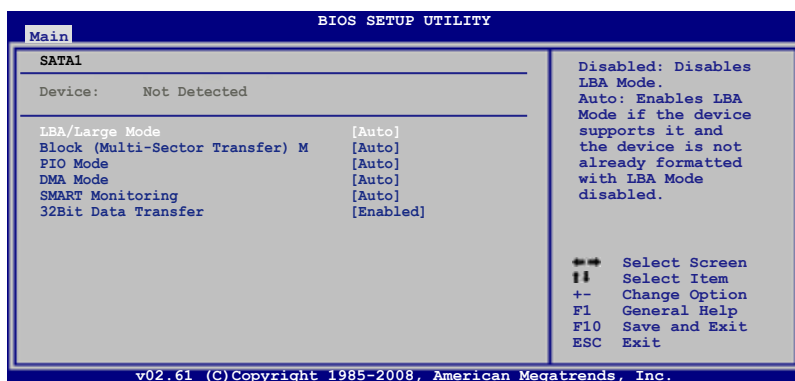 BIOS SETUP UTILITY
Main
SATA1
Device: Not Detected
LBA/Large Mode [Auto]
Block (Multi-Sector Transfer) M [Auto]
PIO Mode [Auto]
DMA Mode [Auto]
SMART Monitoring [Auto]
32Bit Data Transfer [Enabled]
Disabled: Disables
LBA Mode.
Auto: Enables LBA
Mode if the device
supports it and
the device is not
already formatted
with LBA Mode
disabled.
Select Screen
Select Item
+- Change Option
F1 General Help
F10 Save and Exit
ESC Exit
v02.61 (C)Copyright 1985-2008, American Megatrends, Inc.